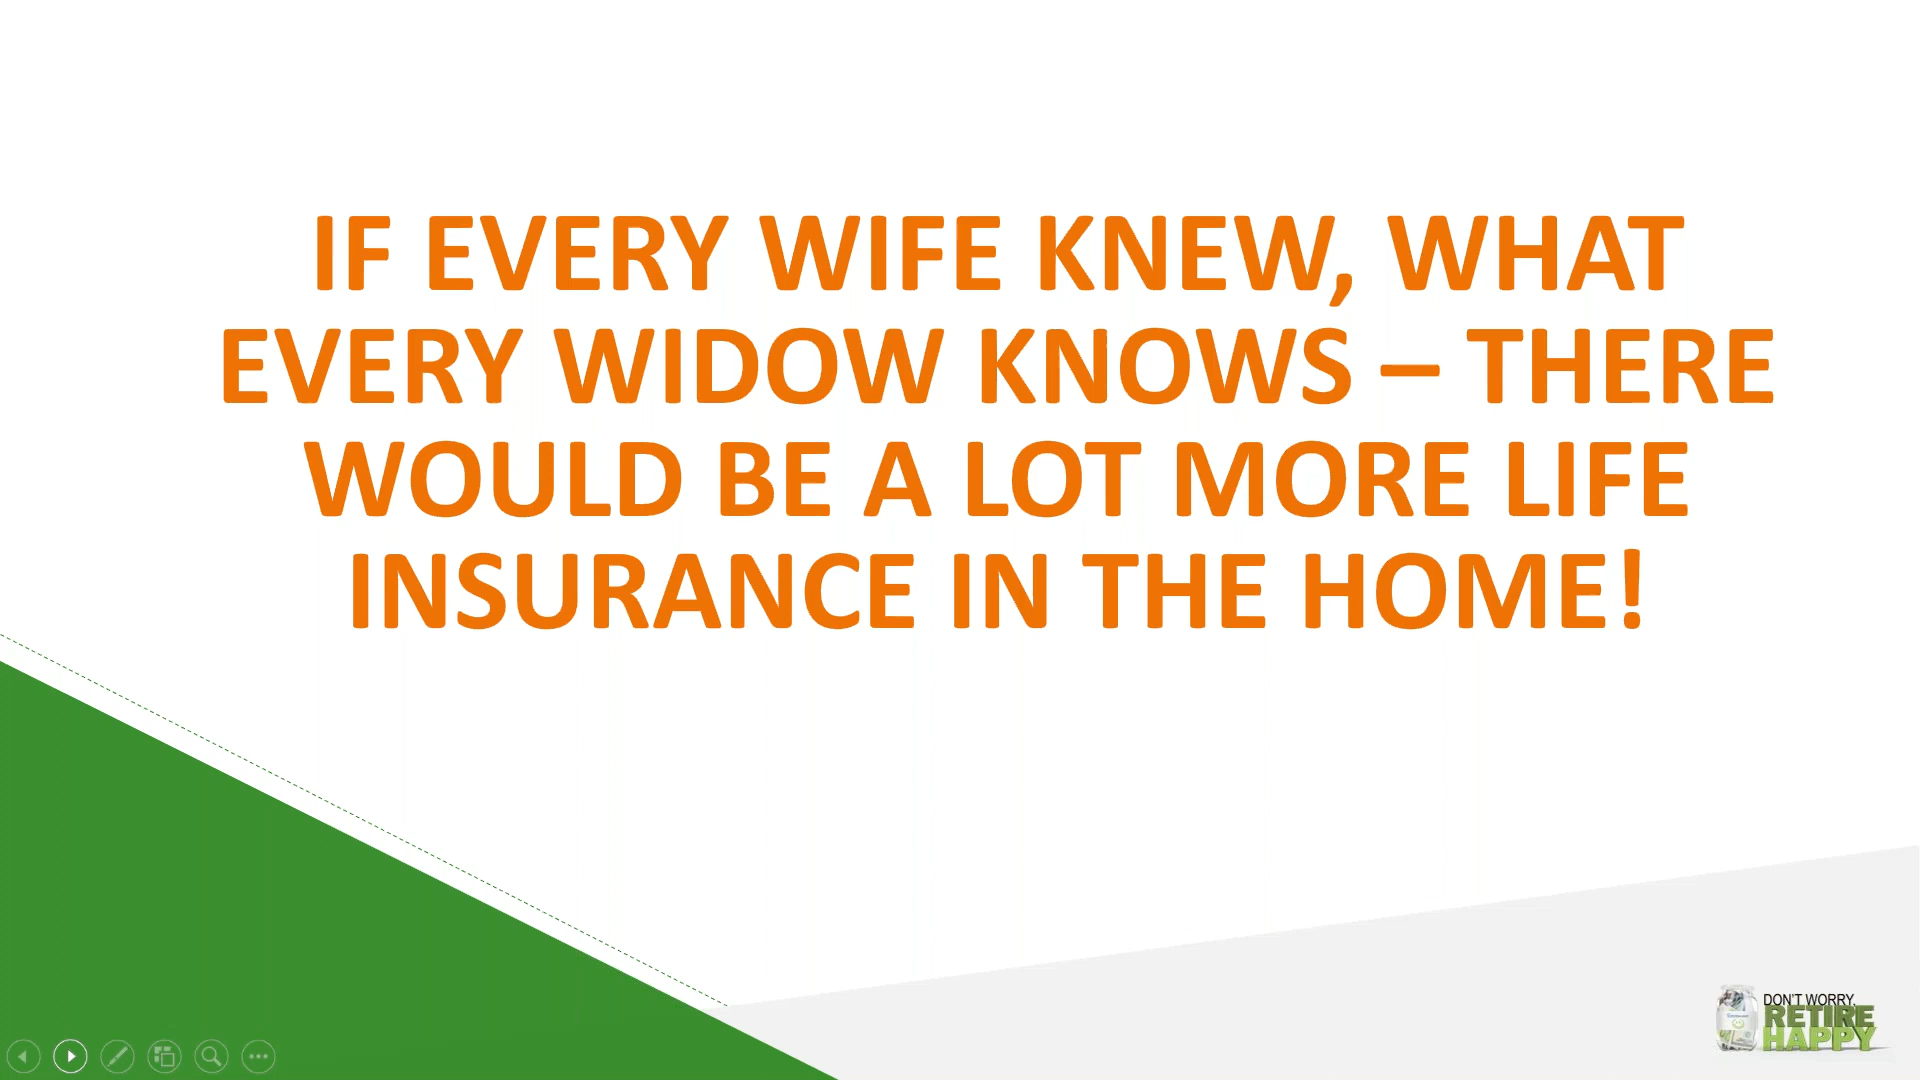 IF EVERY WIFE KNEW, WHAT
EVERY WIDOW KNOWS – THERE
WOULD BE A LOT MORE LIFE
INSURANCE IN THE HOME!
DON'T WORRY,
RETIRE
HAPPY